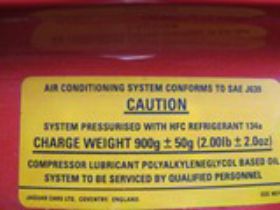 AIR CONDITIONING SYSTEM CONFORMS TO SAE J639
CAUTION
SYSTEM PRESSURISED WITH HFC REFRIGERANT 134a
CHARGE WEIGHT 900g ± 50g (2.00lb ± 2.0oz)
COMPRESSOR LUBRICANT POLYALKYLENEGLYCOL BASED OIL
SYSTEM TO BE SERVICED BY QUALIFIED PERSONNEL
JAGUAR CARS LTD, COVENTRY, ENGLAND.